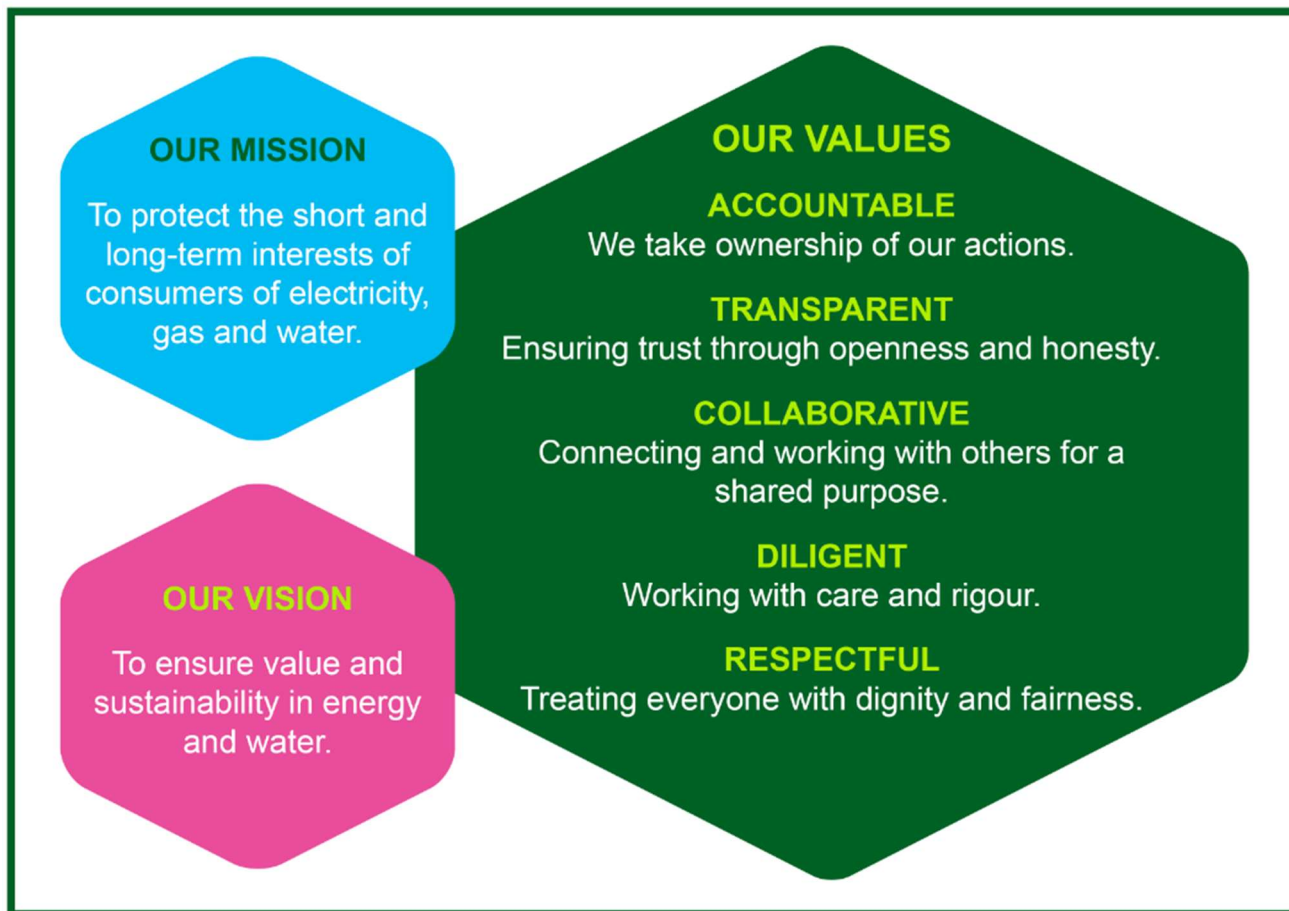 OUR MISSION
To protect the short and
long-term interests of
consumers of electricity,
gas and water.
OUR VISION
To ensure value and
sustainability in energy
and water.
OUR VALUES
ACCOUNTABLE
We take ownership of our actions.
TRANSPARENT
Ensuring trust through openness and honesty.
COLLABORATIVE
Connecting and working with others for a
shared purpose.
DILIGENT
Working with care and rigour.
RESPECTFUL
Treating everyone with dignity and fairness.